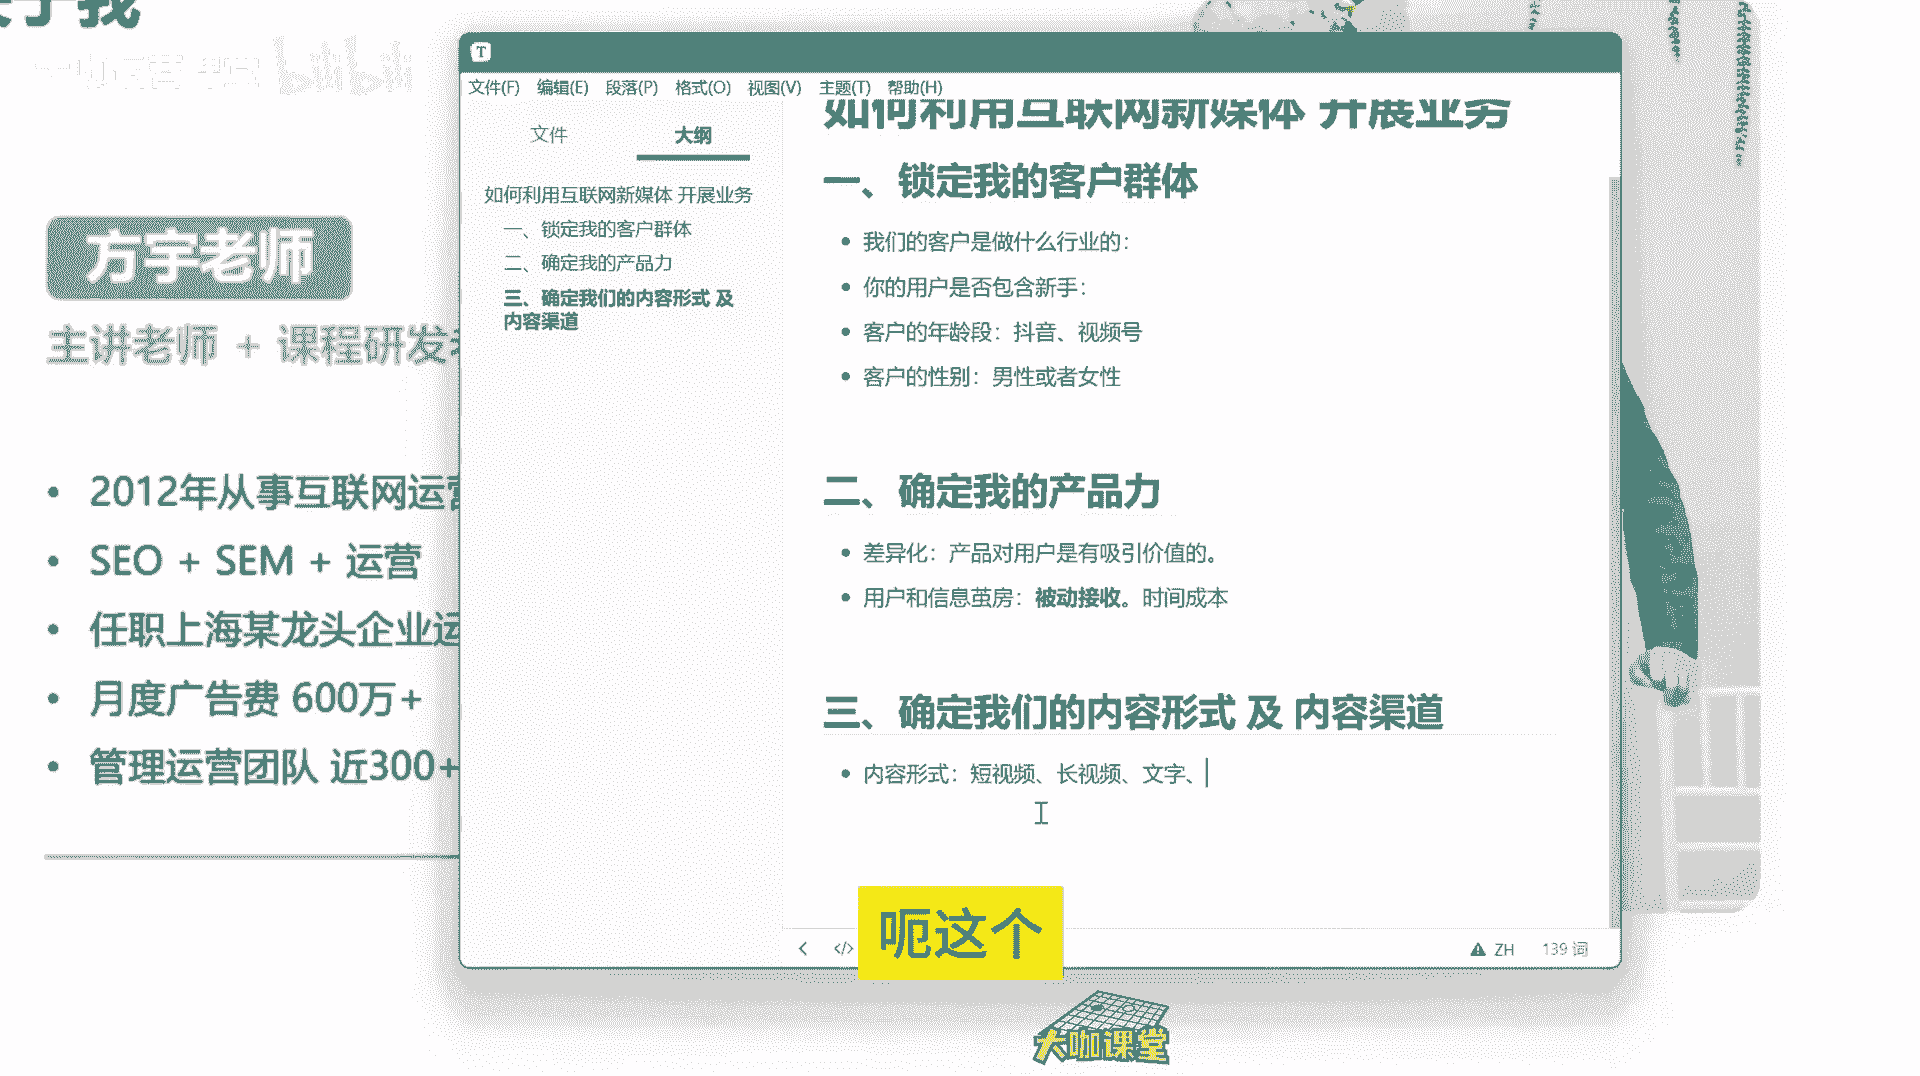 关于我
bilibili
方宇老师
主讲老师 + 课程研发
• 2012年从事互联网运营
• SEO + SEM + 运营
• 任职上海某龙头企业运
• 月度广告费 600万+
• 管理运营团队 近300+
T
文件(F) 编辑(E) 段落(P) 格式(O) 视图(V) 主题(T) 帮助(H)
文件 大纲
如何利用互联网新媒体 开展业务
一、锁定我的客户群体
二、确定我的产品力
三、确定我们的内容形式 及
内容渠道
如何利用互联网新媒体 开展业务
一、锁定我的客户群体
• 我们的客户是做什么行业的：
• 你的用户是否包含新手：
• 客户的年龄段：抖音、视频号
• 客户的性别：男性或者女性
二、确定我的产品力
• 差异化：产品对用户是有吸引价值的。
• 用户和信息茧房：被动接收。时间成本
三、确定我们的内容形式 及 内容渠道
• 内容形式：短视频、长视频、文字、
呃这个
ZH 139 词
大咖课堂